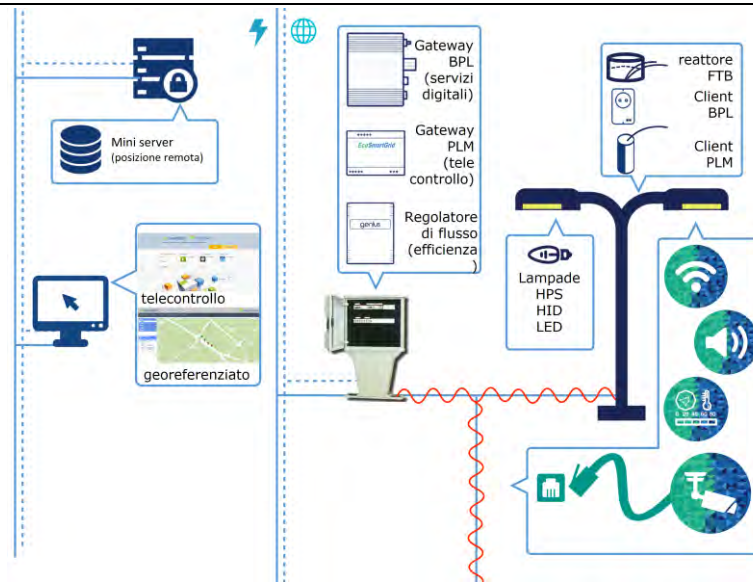 Mini server
(posizione remota)
telecontrollo
georeferenziato
Gateway
BPL
(servizi
digitali)
EcoSmartGrid
Gateway
PLM
(tele
controllo)
genius
Regolatore
di flusso
(efficienza
)
reattore
FTB
Client
BPL
Client
PLM
Lampade
HPS
HID
LED